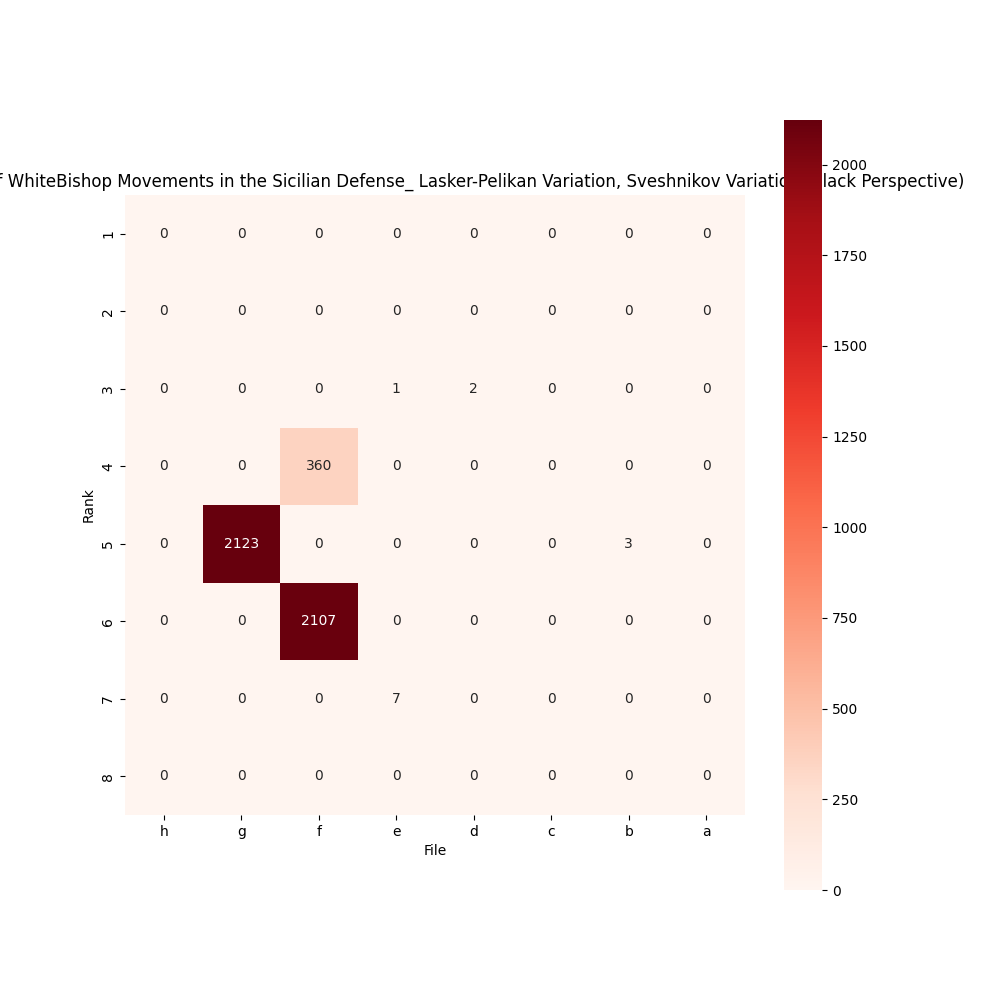 f WhiteBishop Movements in the Sicilian Defense_ Lasker-Pelikan Variation, Sveshnikov Variatio lack Perspective)
2000
1750
1500
1250
1000
750
500
250
0
Rank
1 0 0 0 0 0 0 0 0
2 0 0 0 0 0 0 0 0
3 0 0 0 1 2 0 0 0
4 0 0 360 0 0 0 0 0
5 0 2123 0 0 0 0 3 0
6 0 0 2107 0 0 0 0 0
7 0 0 0 7 0 0 0 0
8 0 0 0 0 0 0 0 0
h g f e d c b a
File